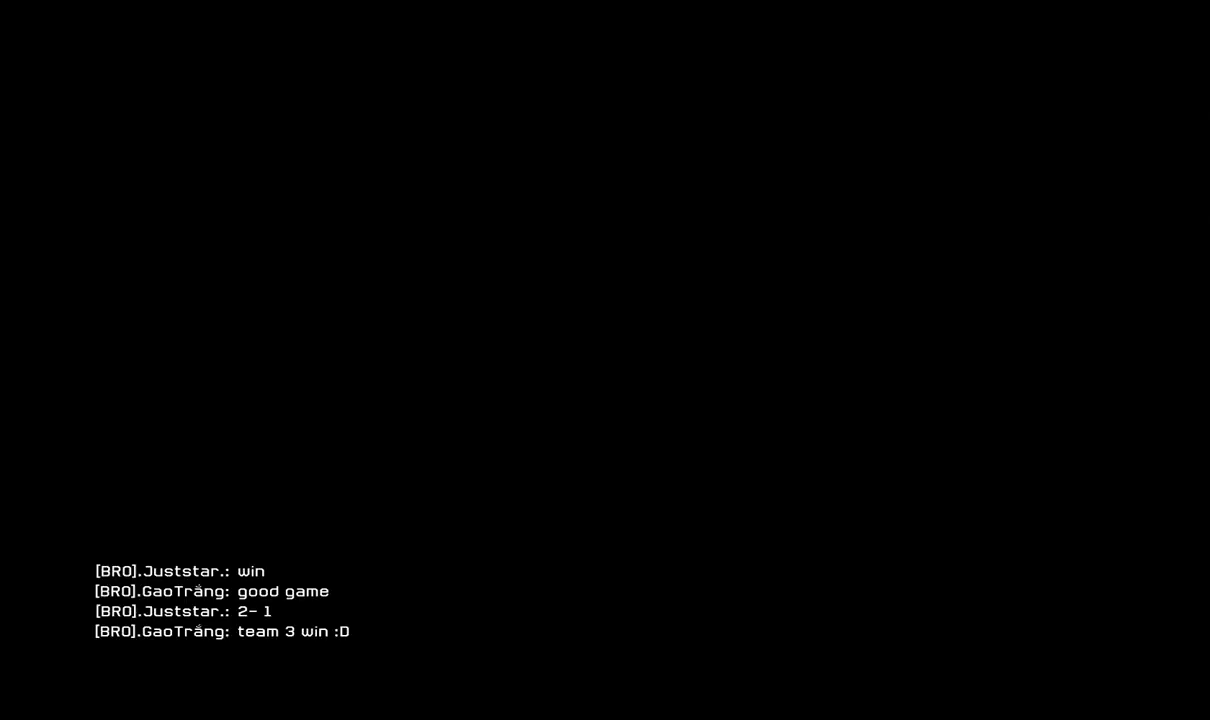 [BRO].Juststar.: win
[BRO].GaoTrắng: good game
[BRO].Juststar.: 2- 1
[BRO].GaoTrắng: team 3 win :D